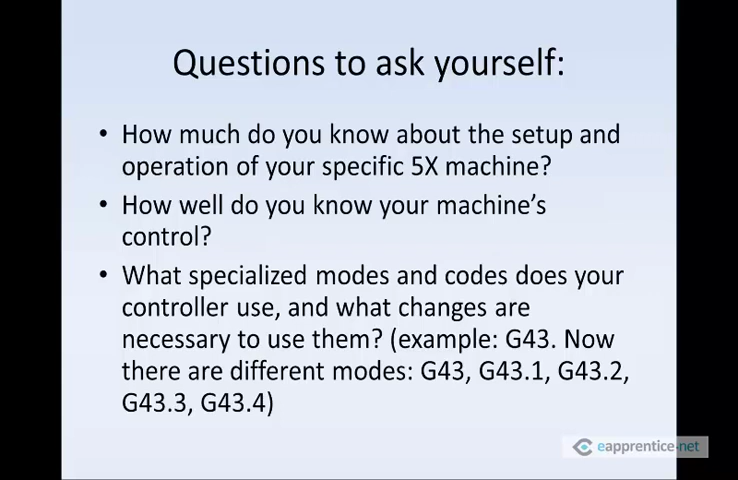 Questions to ask yourself:
• How much do you know about the setup and
operation of your specific 5X machine?
• How well do you know your machine's
control?
• What specialized modes and codes does your
controller use, and what changes are
necessary to use them? (example: G43. Now
there are different modes: G43, G43.1, G43.2,
G43.3, G43.4)
eapprentice.net